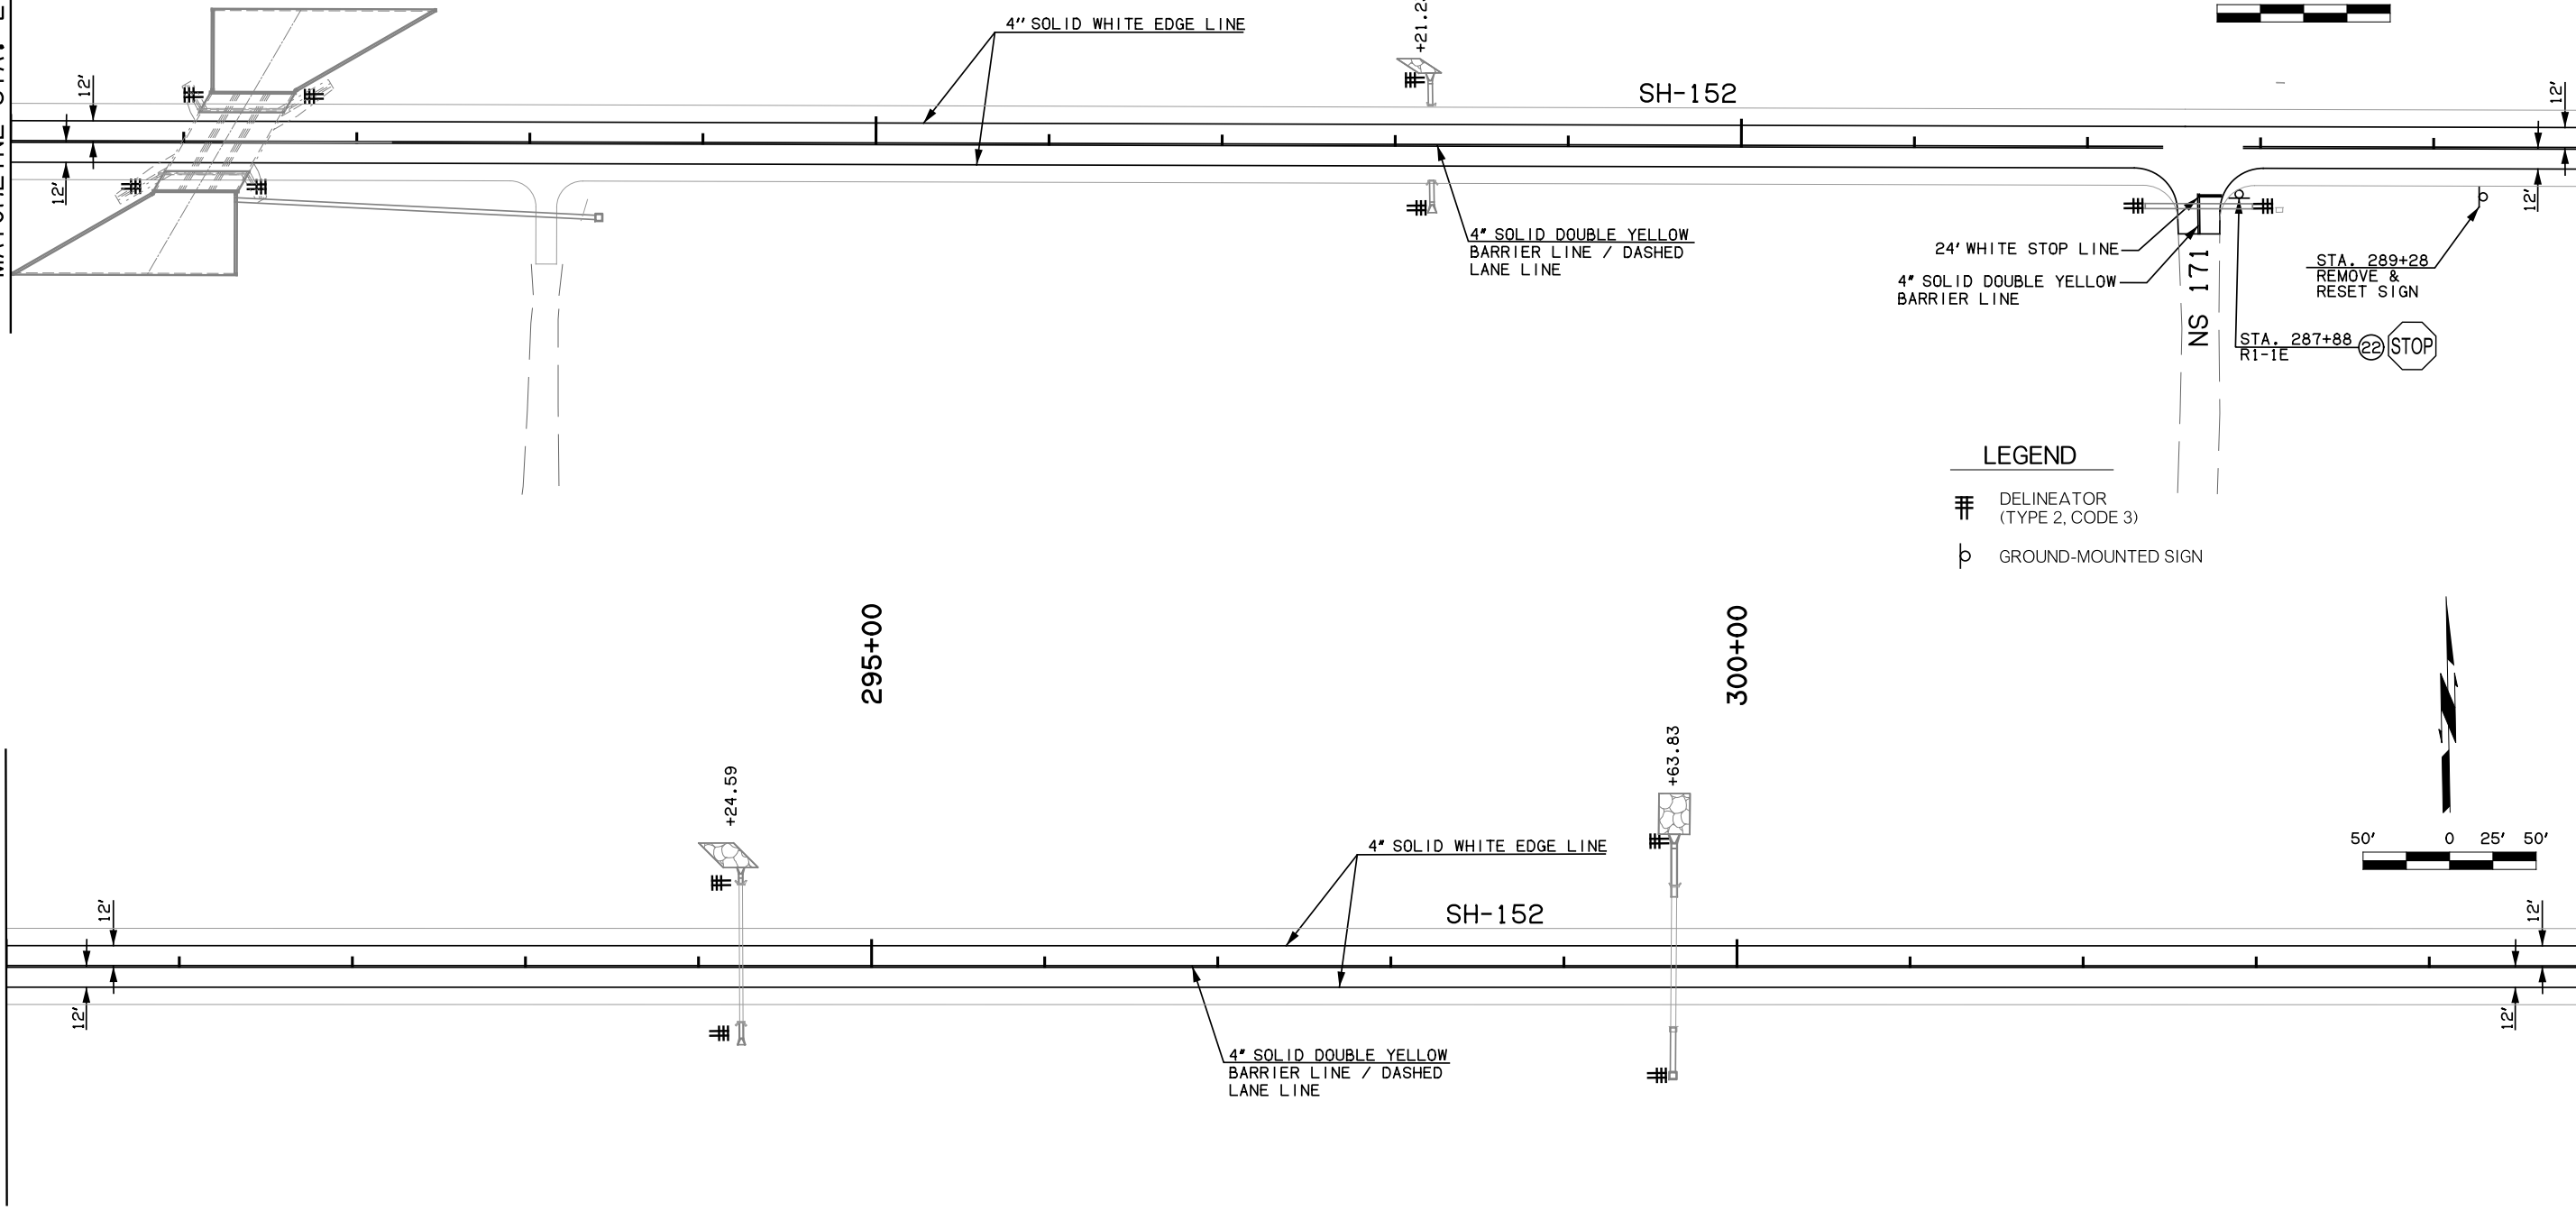 4" SOLID WHITE EDGE LINE
SH-152
12'
12'
12'
12'
4" SOLID DOUBLE YELLOW
BARRIER LINE / DASHED
LANE LINE
24' WHITE STOP LINE
4" SOLID DOUBLE YELLOW
BARRIER LINE
NS 171
STA. 289+28
REMOVE &
RESET SIGN
STA. 287+88
R1-1E
22
STOP
LEGEND
DELINEATOR
(TYPE 2, CODE 3)
GROUND-MOUNTED SIGN
295+00
300+00
+24.59
+63.83
50' 0 25' 50'
4" SOLID WHITE EDGE LINE
SH-152
12'
12'
12'
12'
4" SOLID DOUBLE YELLOW
BARRIER LINE / DASHED
LANE LINE